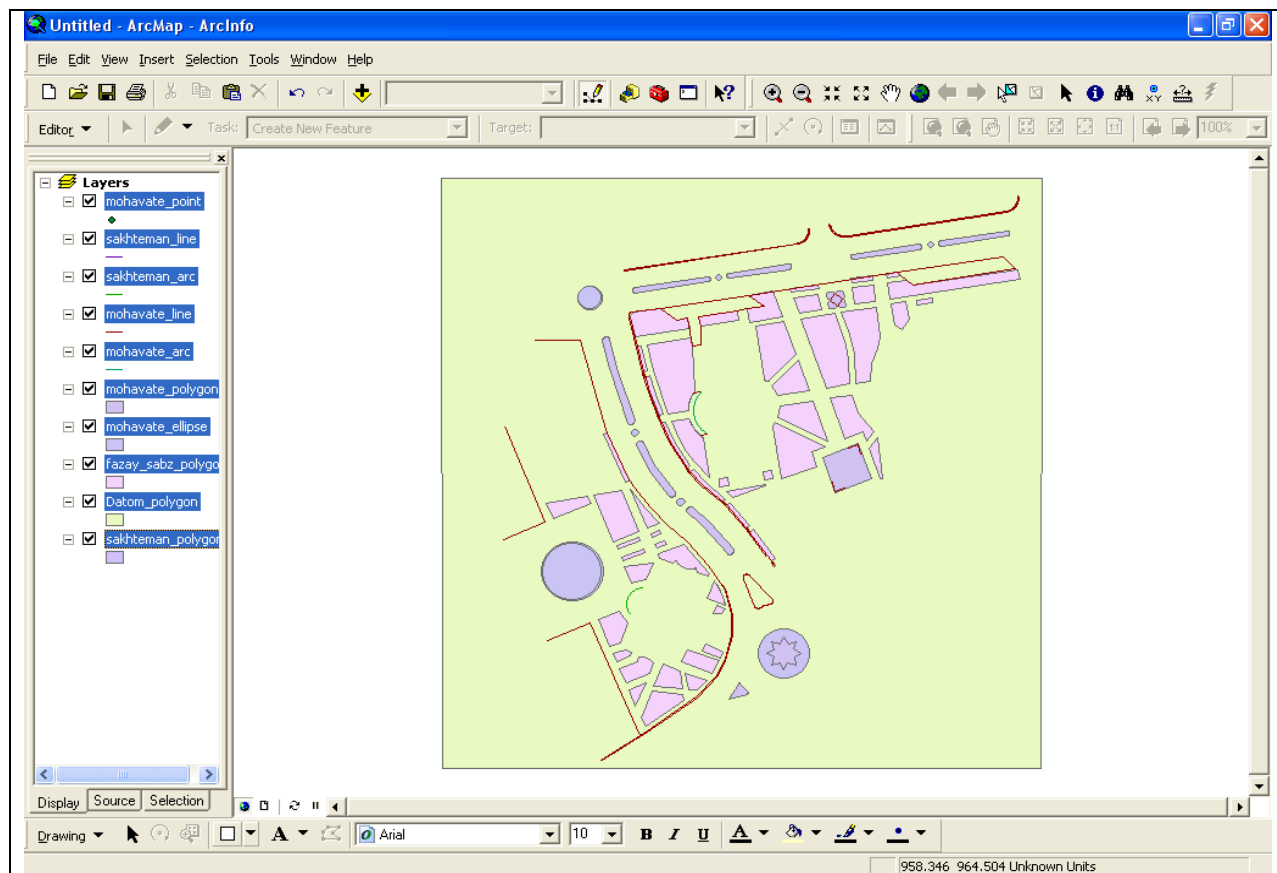 Untitled - ArcMap - ArcInfo
File Edit View Insert Selection Tools Window Help
Editor Task: Create New Feature Target: 100%
Layers
mohavate_point
sakhteman_line
sakhteman_arc
mohavate_line
mohavate_arc
mohavate_polygon
mohavate_ellipse
fazay_sabz_polygo
Datom_polygon
sakhteman_polygon
Display Source Selection
Drawing A Arial 10 B I U A
958.346 964.504 Unknown Units